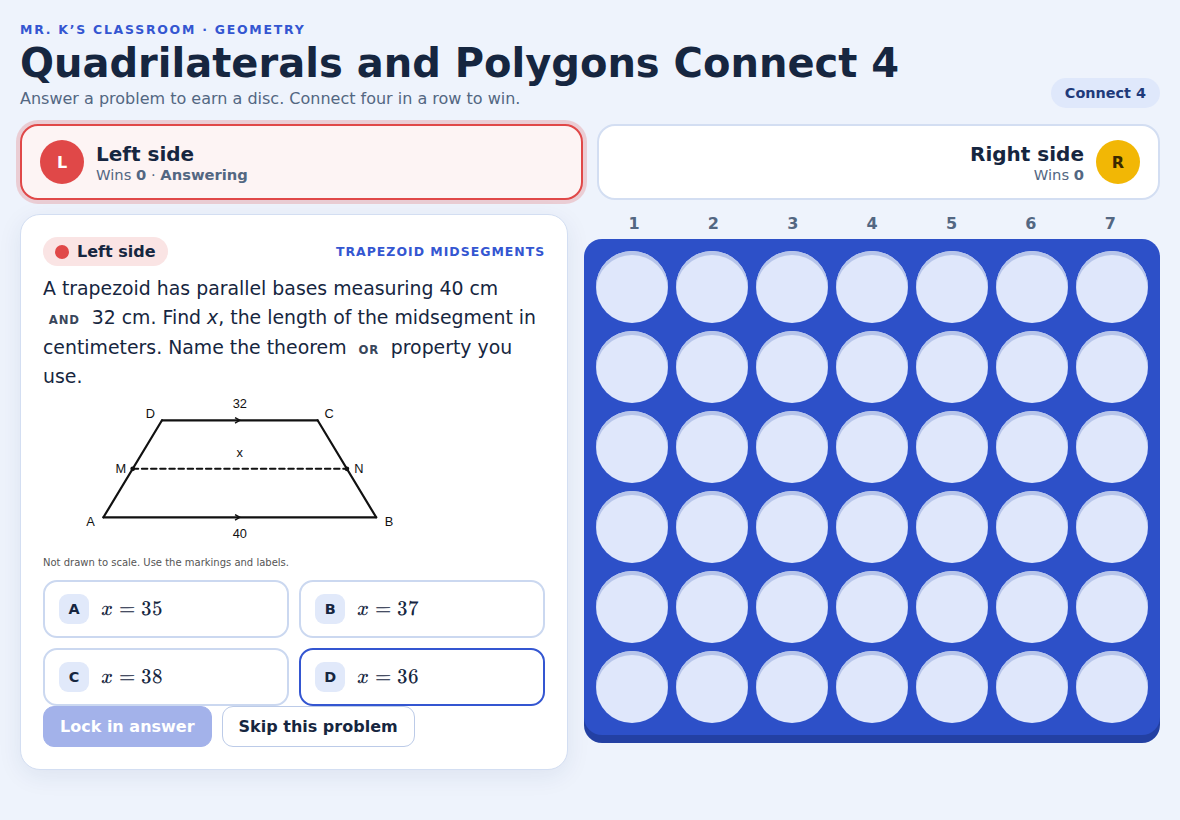 MR. K’S CLASSROOM · GEOMETRY
Quadrilaterals and Polygons Connect 4
Answer a problem to earn a disc. Connect four in a row to win.
Connect 4
L
Left side
Wins 0 · Answering
Right side
Wins 0
R
Left side
TRAPEZOID MIDSEGMENTS
A trapezoid has parallel bases measuring 40 cm
AND 32 cm. Find x, the length of the midsegment in
centimeters. Name the theorem OR property you
use.
32
D
C
x
M
N
A
B
40
Not drawn to scale. Use the markings and labels.
A x = 35
B x = 37
C x = 38
D x = 36
Lock in answer
Skip this problem
1 2 3 4 5 6 7